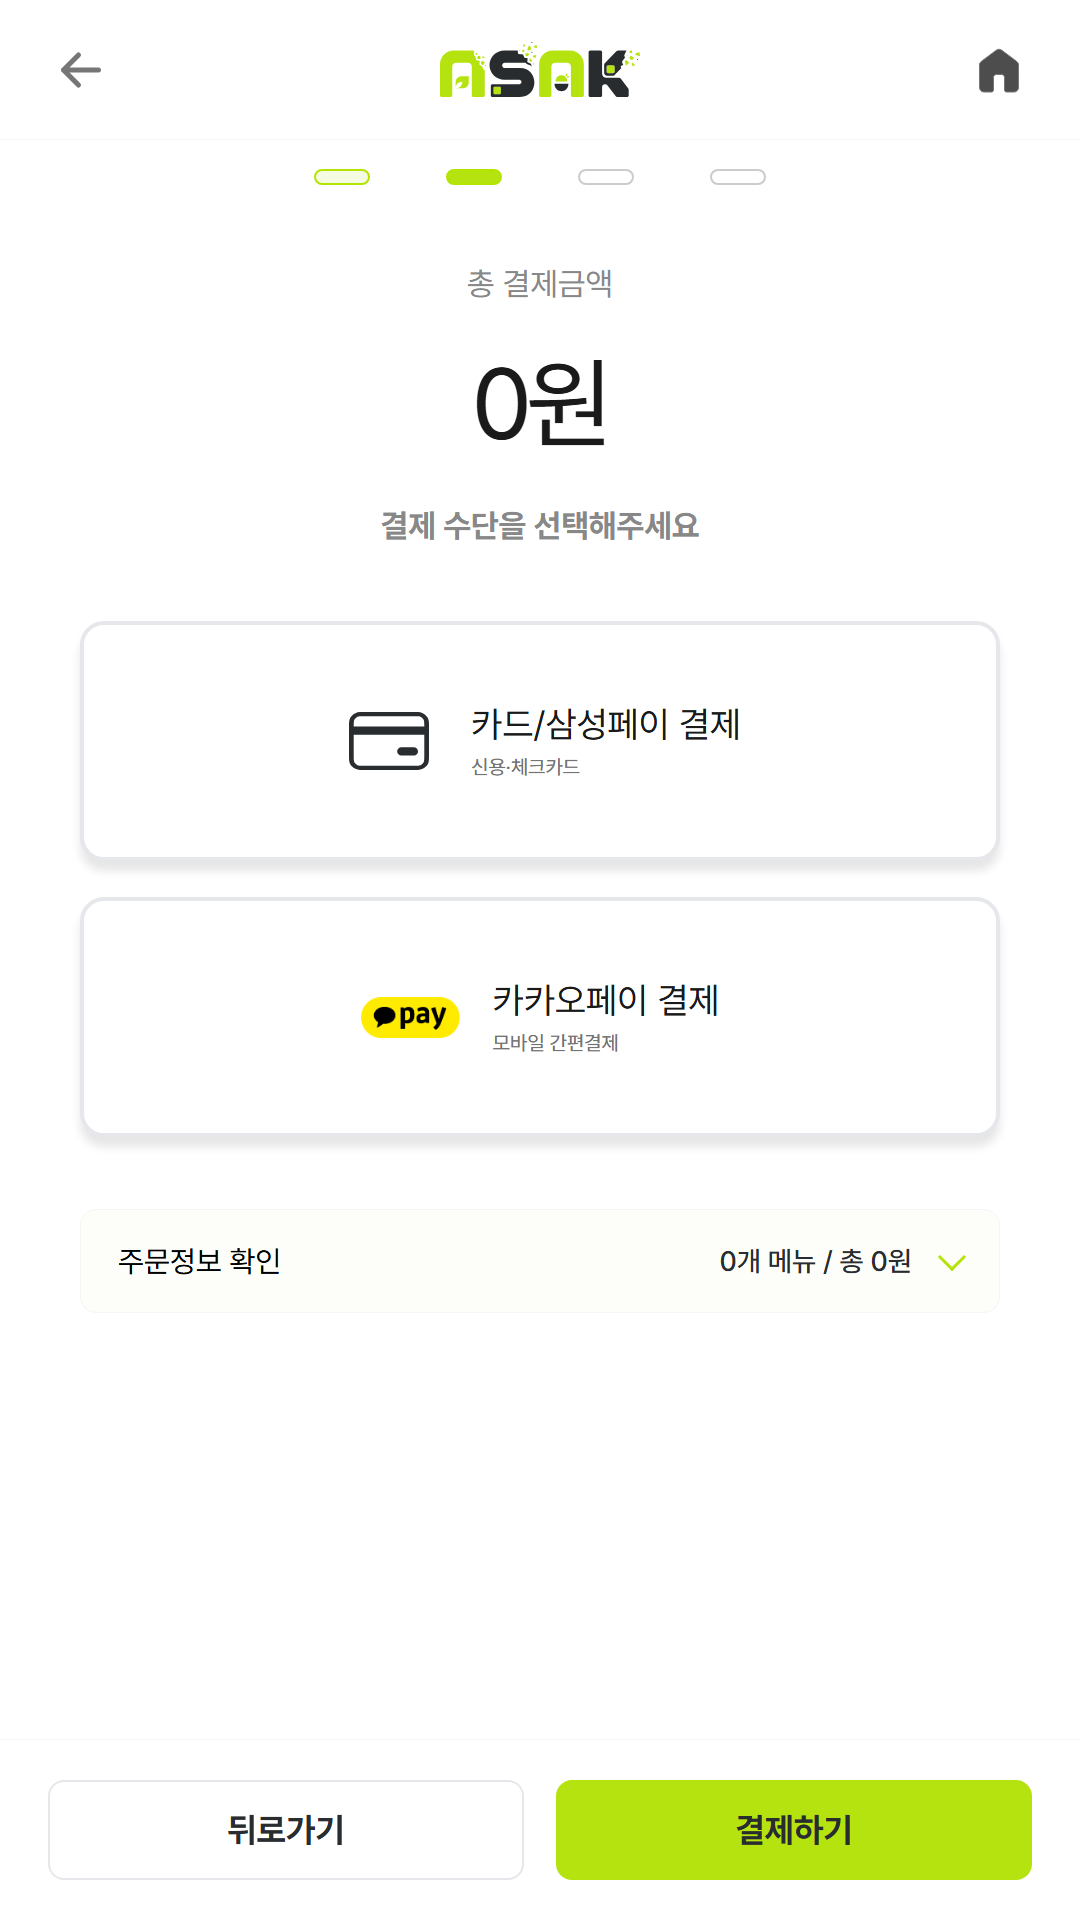 ASAK
총 결제금액
0원
결제 수단을 선택해주세요
카드/삼성페이 결제
신용·체크카드
pay
카카오페이 결제
모바일 간편결제
주문정보 확인
0개 메뉴 / 총 0원
뒤로가기
결제하기